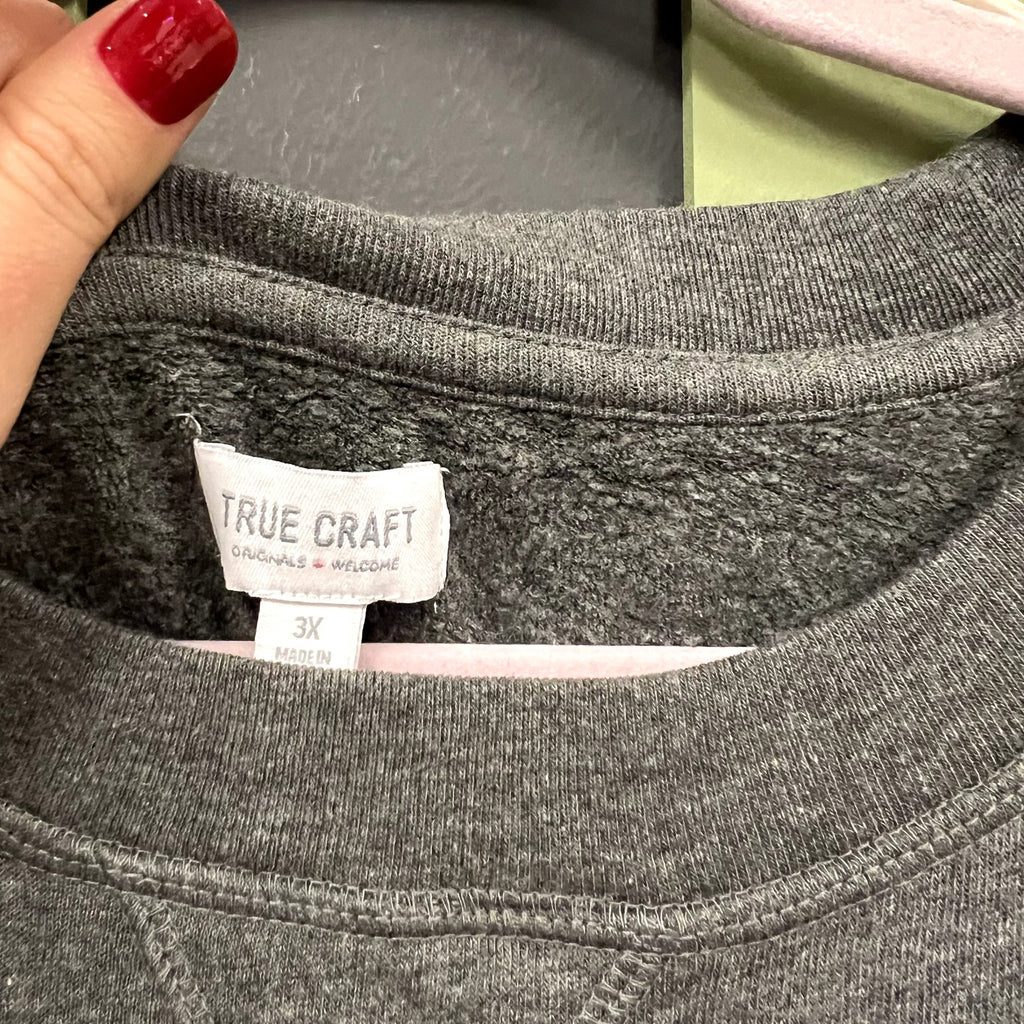 TRUE CRAFT
ORIGINALS WELCOME
3X
MADE IN